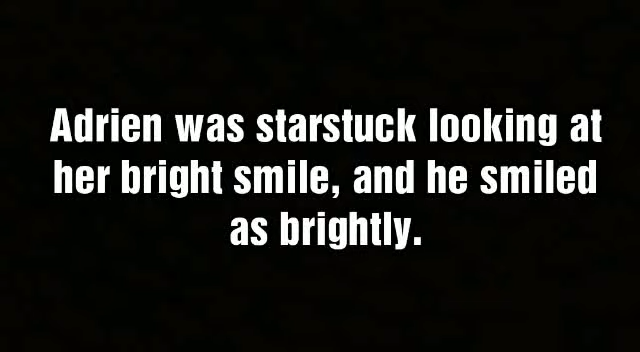 Adrien was starstuck looking at
her bright smile, and he smiled
as brightly.